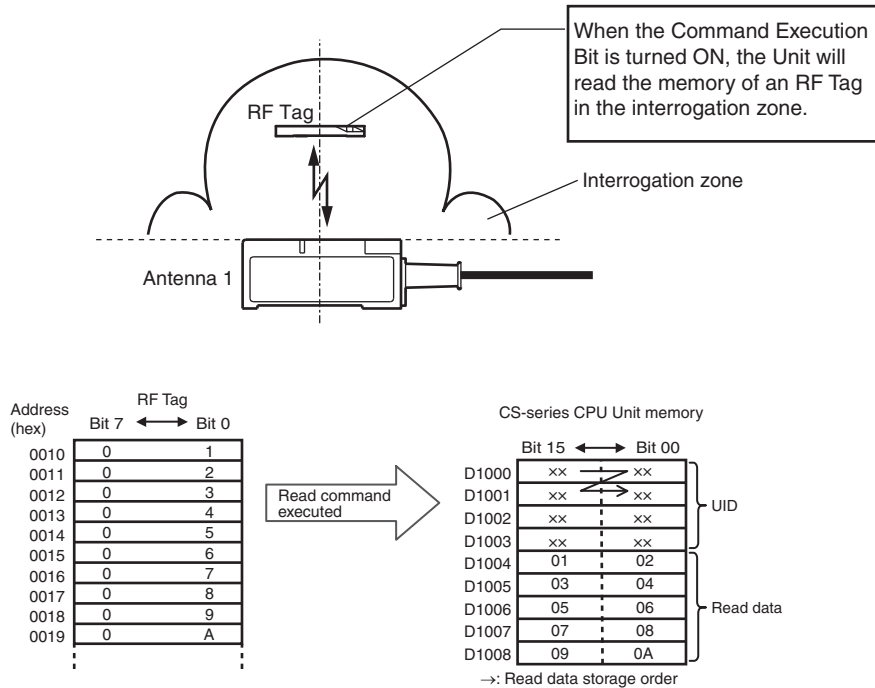 When the Command Execution
Bit is turned ON, the Unit will
read the memory of an RF Tag
in the interrogation zone.
RF Tag
Interrogation zone
Antenna 1
Address
(hex)
RF Tag
Bit 7 Bit 0
0010 0 1
0011 0 2
0012 0 3
0013 0 4
0014 0 5
0015 0 6
0016 0 7
0017 0 8
0018 0 9
0019 0 A
Read command
executed
CS-series CPU Unit memory
Bit 15 Bit 00
D1000 ×× ××
D1001 ×× ××
D1002 ×× ××
D1003 ×× ××
UID
D1004 01 02
D1005 03 04
D1006 05 06
D1007 07 08
D1008 09 0A
Read data
→: Read data storage order